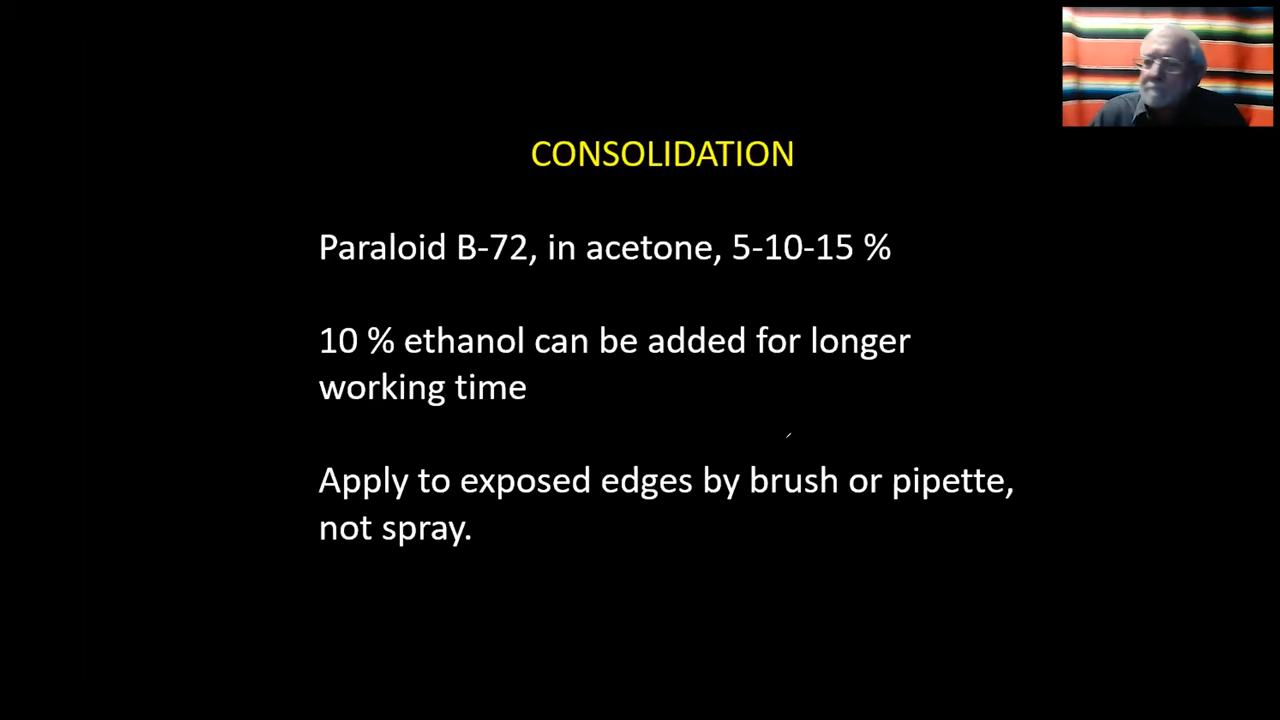 CONSOLIDATION
Paraloid B-72, in acetone, 5-10-15 %
10 % ethanol can be added for longer
working time
Apply to exposed edges by brush or pipette,
not spray.